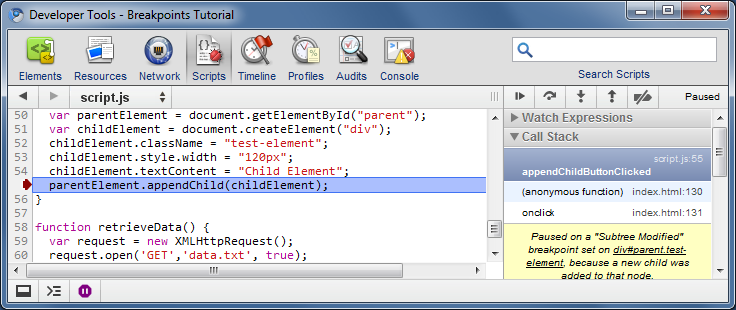 Developer Tools - Breakpoints Tutorial
Elements Resources Network Scripts Timeline Profiles Audits Console
Search Scripts
script.js
Paused
50 var parentElement = document.getElementById("parent");
51 var childElement = document.createElement("div");
52 childElement.className = "test-element";
53 childElement.style.width = "120px";
54 childElement.textContent = "Child Element";
parentElement.appendChild(childElement);
56 }
57
58 function retrieveData() {
59 var request = new XMLHttpRequest();
60 request.open('GET','data.txt', true);
Watch Expressions
Call Stack
script.js:55
appendChildButtonClicked
(anonymous function) index.html:130
onclick index.html:131
Paused on a "Subtree Modified"
breakpoint set on div#parent.test-
element, because a new child was
added to that node.